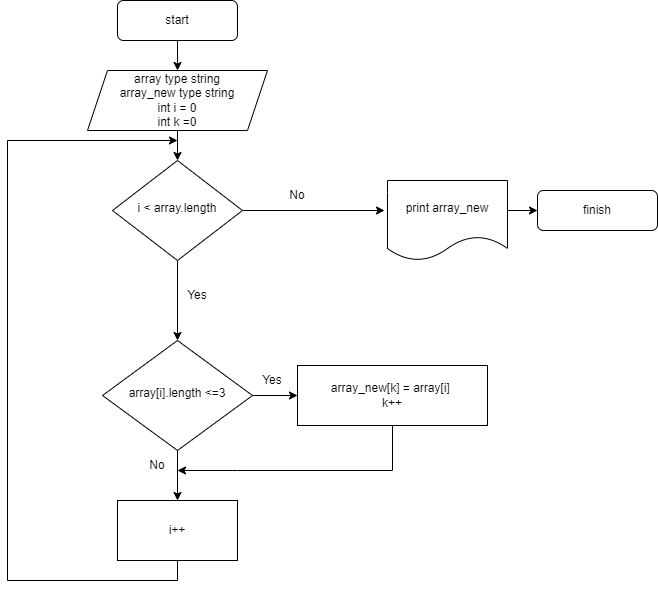 start
array type string
array_new type string
int i = 0
int k =0
i < array.length
No
print array_new
finish
Yes
array[i].length <=3
Yes
array_new[k] = array[i]
k++
No
i++